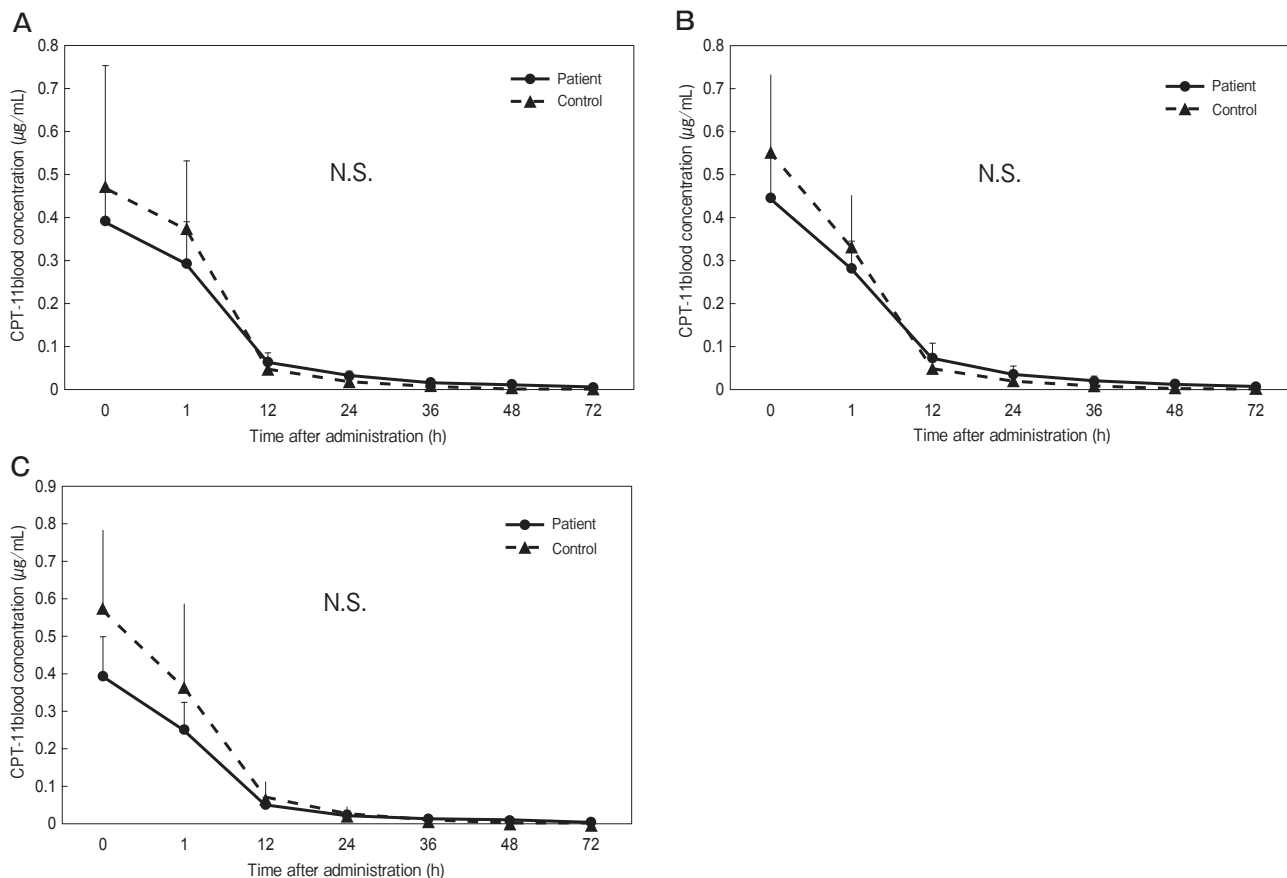 A
CPT-11blood concentration (μg/mL)
0.8
0.7
0.6
0.5
0.4
0.3
0.2
0.1
0
Patient
Control
N.S.
0 1 12 24 36 48 72
Time after administration (h)
B
CPT-11blood concentration (μg/mL)
0.8
0.7
0.6
0.5
0.4
0.3
0.2
0.1
0
Patient
Control
N.S.
0 1 12 24 36 48 72
Time after administration (h)
C
CPT-11blood concentration (μg/mL)
0.9
0.8
0.7
0.6
0.5
0.4
0.3
0.2
0.1
0
Patient
Control
N.S.
0 1 12 24 36 48 72
Time after administration (h)